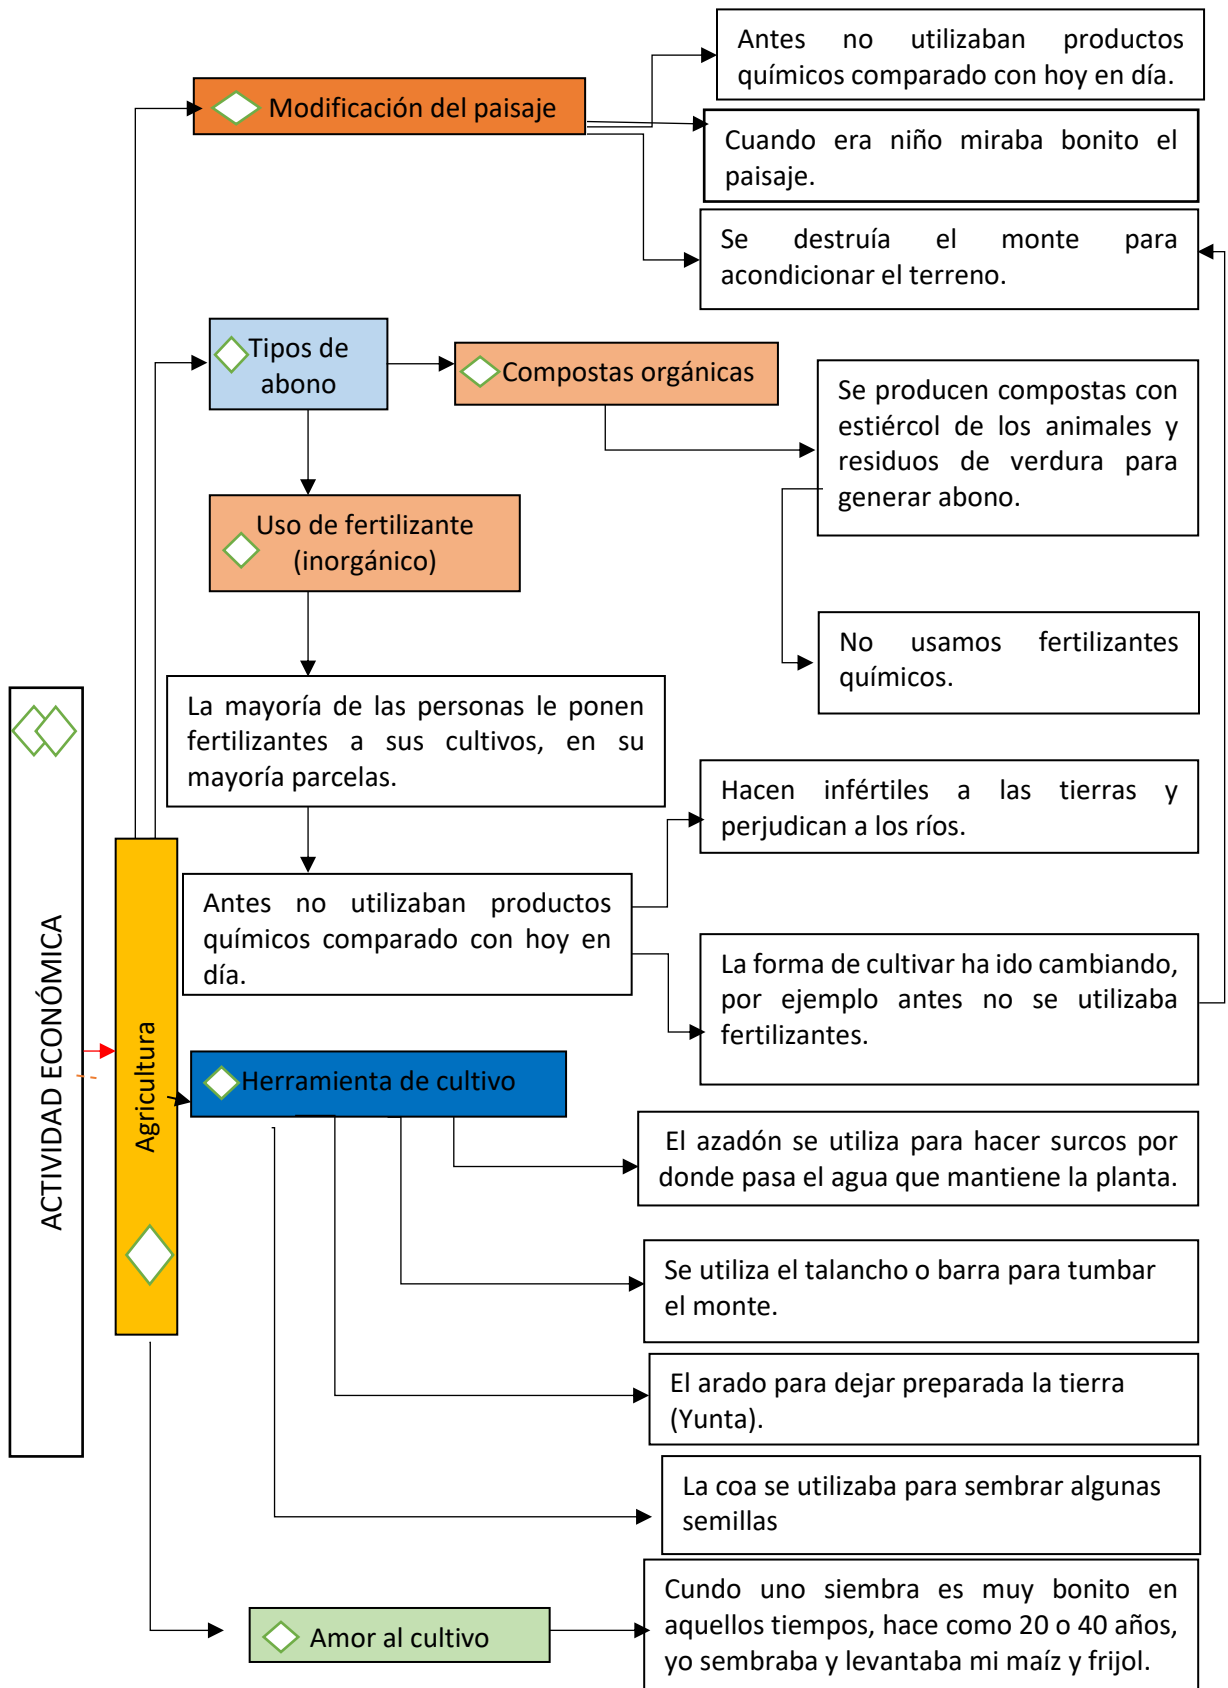 Antes no utilizaban productos
químicos comparado con hoy en día.
Modificación del paisaje
Cuando era niño miraba bonito el
paisaje.
Se destruía el monte para
acondicionar el terreno.
Tipos de
abono
Compostas orgánicas
Se producen compostas con
estiércol de los animales y
residuos de verdura para
generar abono.
Uso de fertilizante
(inorgánico)
No usamos fertilizantes
químicos.
La mayoría de las personas le ponen
fertilizantes a sus cultivos, en su
mayoría parcelas.
Hacen infértiles a las tierras y
perjudican a los ríos.
Antes no utilizaban productos
químicos comparado con hoy en
día.
La forma de cultivar ha ido cambiando,
por ejemplo antes no se utilizaba
fertilizantes.
ACTIVIDAD ECONÓMICA
Agricultura
Herramienta de cultivo
El azadón se utiliza para hacer surcos por
donde pasa el agua que mantiene la planta.
Se utiliza el talancho o barra para tumbar
el monte.
El arado para dejar preparada la tierra
(Yunta).
La coa se utilizaba para sembrar algunas
semillas
Amor al cultivo
Cundo uno siembra es muy bonito en
aquellos tiempos, hace como 20 o 40 años,
yo sembraba y levantaba mi maíz y frijol.